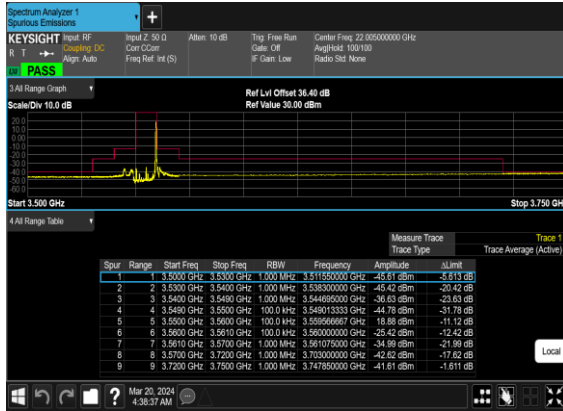 Spectrum Analyzer 1
Spurious Emissions
KEYSIGHT Input: RF Input Z: 50 Ω Atten: 10 dB Trig: Free Run Center Freq: 22.005000000 GHz
R T Coupling: DC Corr CCorr Gate: Off Avg|Hold: 100/100
Align: Auto Freq Ref: Int (S) IF Gain: Low Radio Std: None
PASS
3 All Range Graph
Scale/Div 10.0 dB
Ref Lvl Offset 36.40 dB
Ref Value 30.00 dBm
20.0
10.0
0.0
-10.0
-20.0
-30.0
-40.0
-50.0
-60.0
Start 3.500 GHz Stop 3.750 GH
4 All Range Table
Measure Trace Trace 1
Trace Type Trace Average (Active)
Spur Range Start Freq Stop Freq RBW Frequency Amplitude ΔLimit
1 1 3.5000 GHz 3.5300 GHz 1.000 MHz 3.511550000 GHz -45.61 dBm -5.613 dB
2 2 3.5300 GHz 3.5400 GHz 1.000 MHz 3.538300000 GHz -45.42 dBm -20.42 dB
3 3 3.5400 GHz 3.5490 GHz 1.000 MHz 3.544695000 GHz -36.63 dBm -23.63 dB
4 4 3.5490 GHz 3.5500 GHz 100.0 kHz 3.549013333 GHz -44.78 dBm -31.78 dB
5 5 3.5500 GHz 3.5600 GHz 100.0 kHz 3.559566667 GHz 18.88 dBm -11.12 dB
6 6 3.5600 GHz 3.5610 GHz 100.0 kHz 3.560000000 GHz -25.41 dBm -12.42 dB
7 7 3.5610 GHz 3.5700 GHz 1.000 MHz 3.561075000 GHz -34.99 dBm -21.99 dB
8 8 3.5700 GHz 3.7200 GHz 1.000 MHz 3.703000000 GHz -42.62 dBm -17.62 dB
9 9 3.7200 GHz 3.7500 GHz 1.000 MHz 3.747850000 GHz -41.61 dBm -1.611 dB
Local
Mar 20, 2024
4:38:37 AM